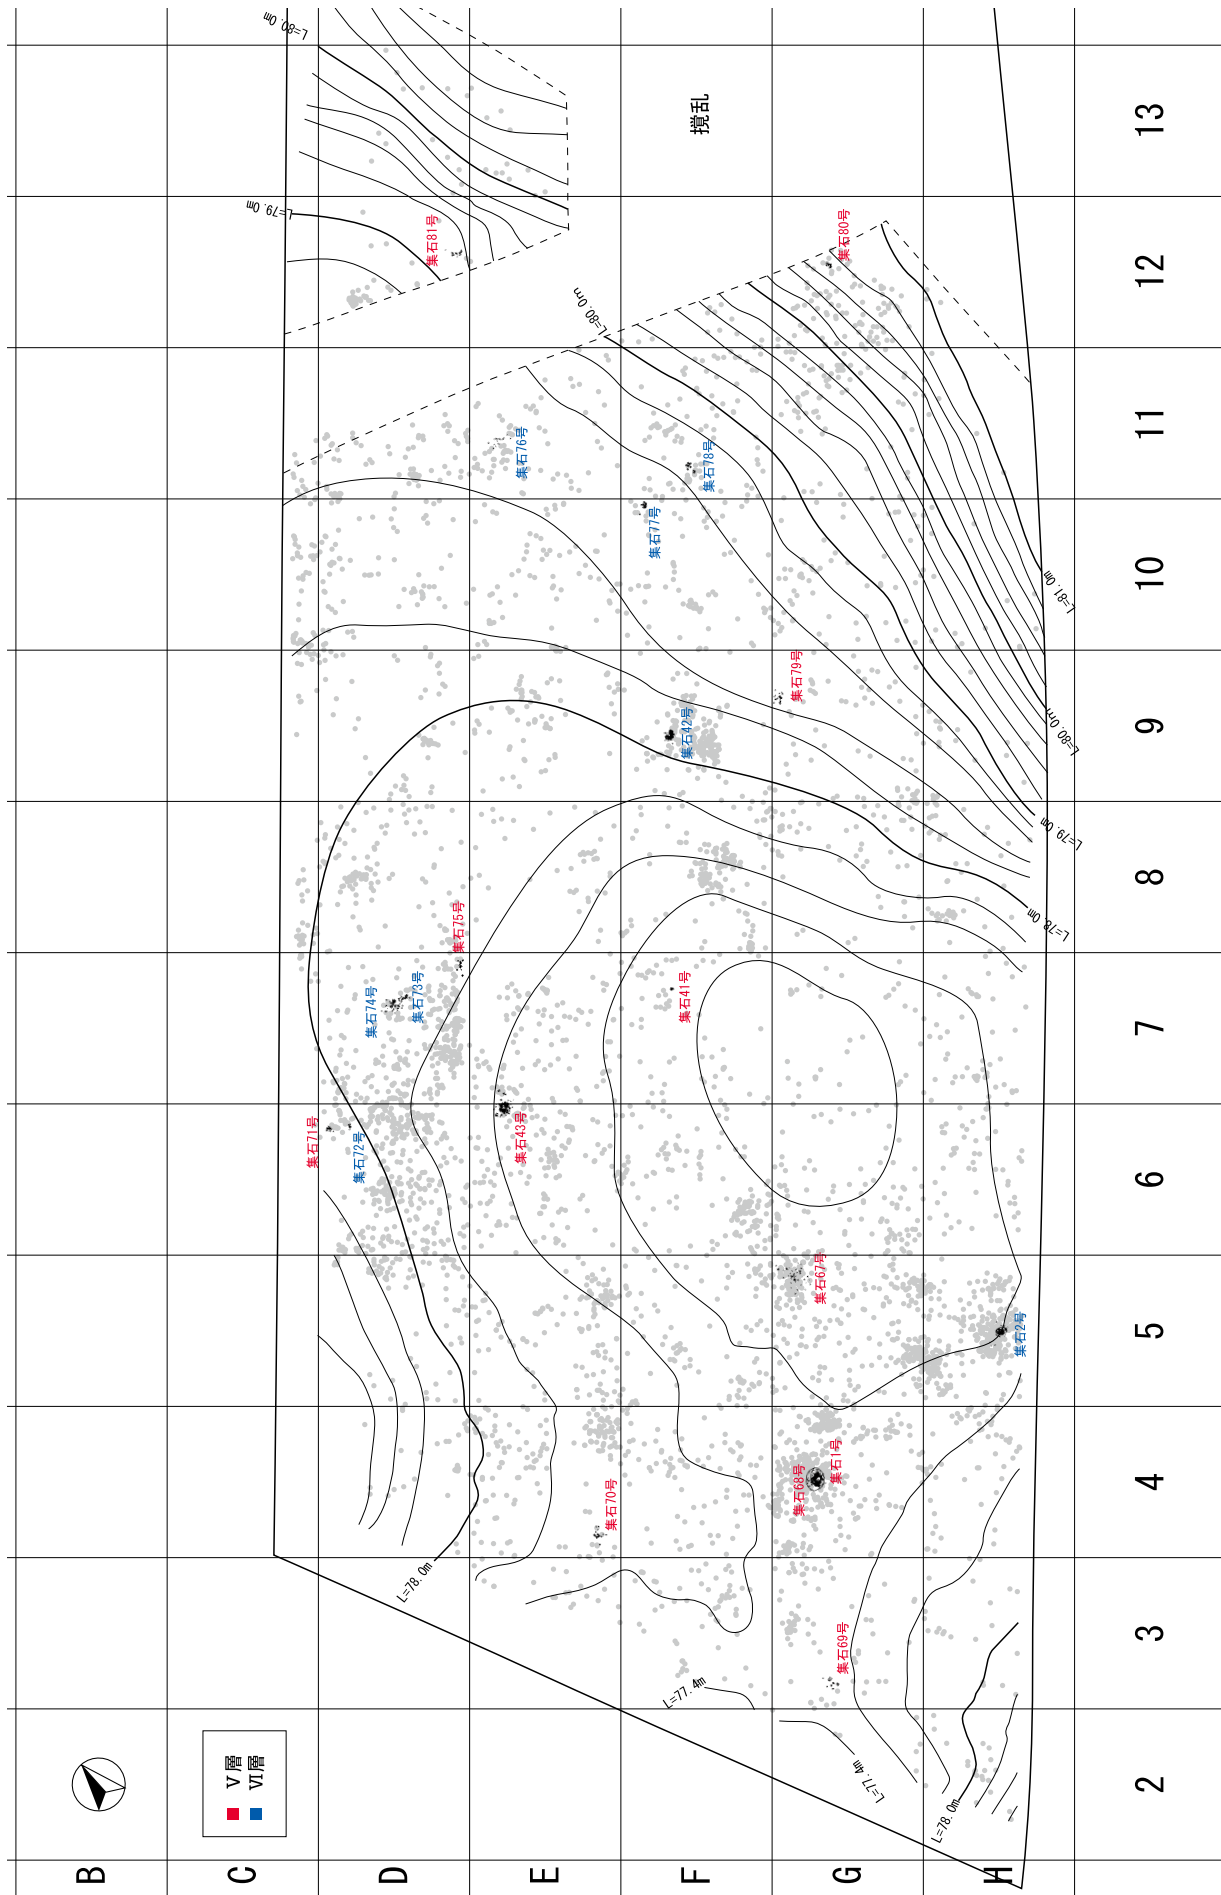 L=80.0m
L=79.0m
撹乱
13
集石81号
集石80号
12
L=80.0m
集石76号
集石78号
11
集石77号
10
L=81.0m
集石79号
集石42号
9
L=80.0m
L=79.0m
8
集石75号
L=78.0m
集石74号
集石73号
集石41号
7
集石71号
集石72号
集石43号
6
集石67号
集石2号
5
集石70号
集石68号
集石1号
4
L=78.0m
集石69号
3
L=77.4m
L=77.4m
L=78.0m
2
Ⅴ層
Ⅵ層
B
C
D
E
F
G
H